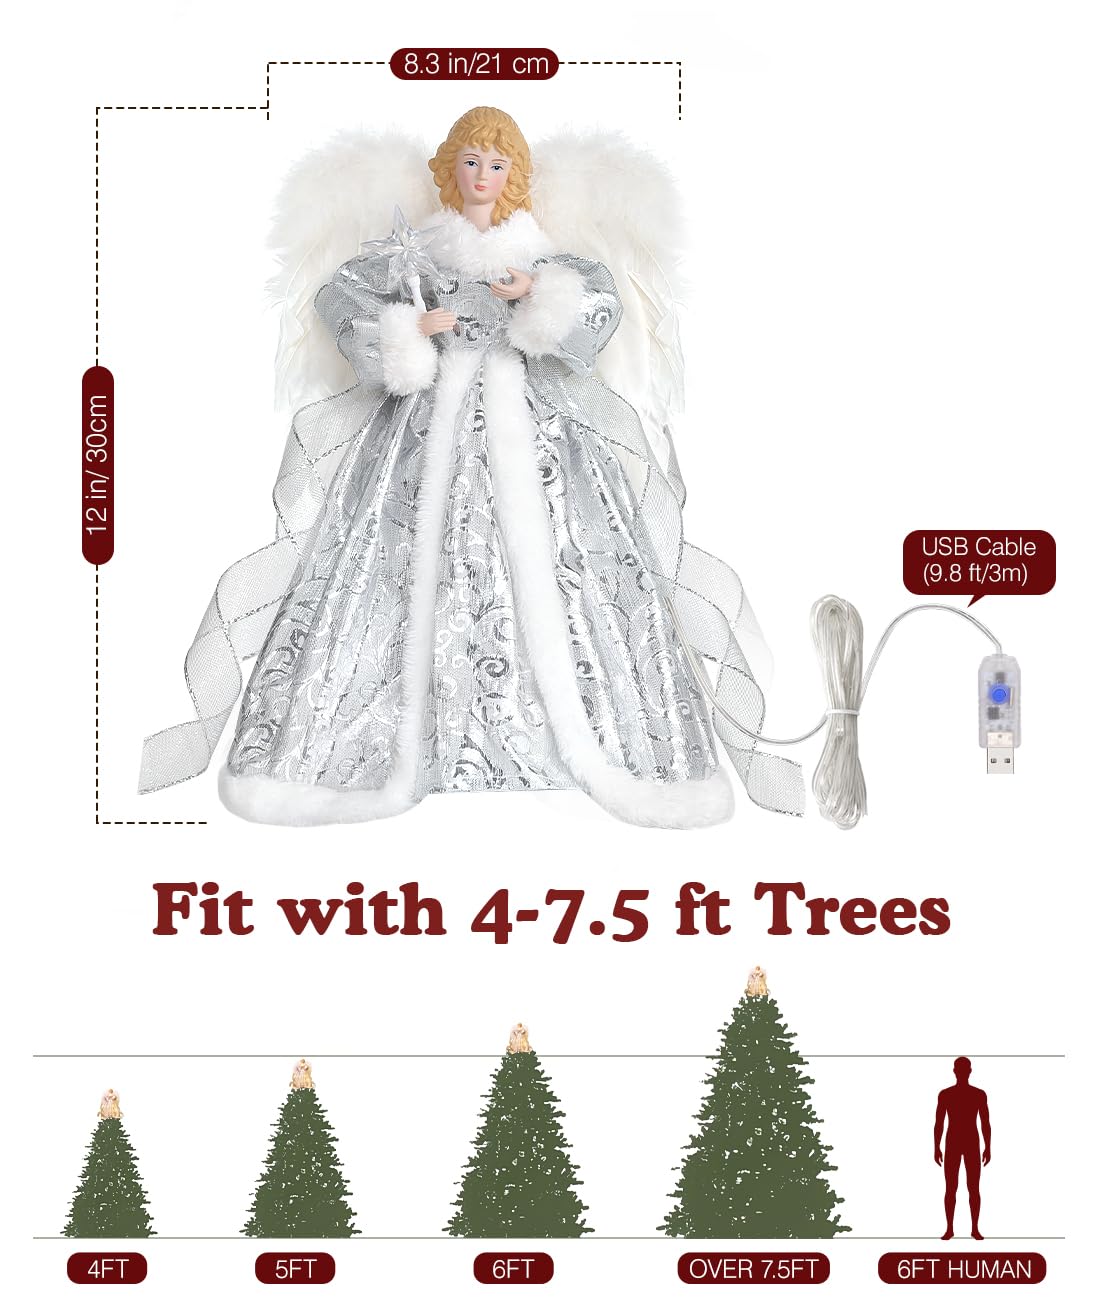 8.3 in/21 cm
12 in/ 30cm
USB Cable
(9.8 ft/3m)
Fit with 4-7.5 ft Trees
4FT
5FT
6FT
OVER 7.5FT
6FT HUMAN